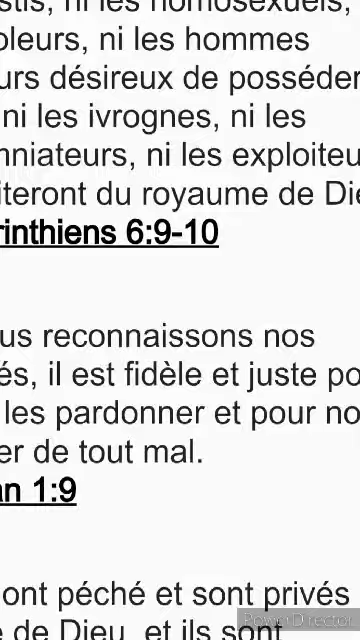 ni les homosexuels,
oleurs, ni les hommes
urs désireux de posséder
ni les ivrognes, ni les
niateurs, ni les exploiteu
iteront du royaume de Die
rinthiens 6:9-10
us reconnaissons nos
és, il est fidèle et juste po
les pardonner et pour no
er de tout mal.
an 1:9
ont péché et sont privés
de Dieu, et ils sont
PowerDirector